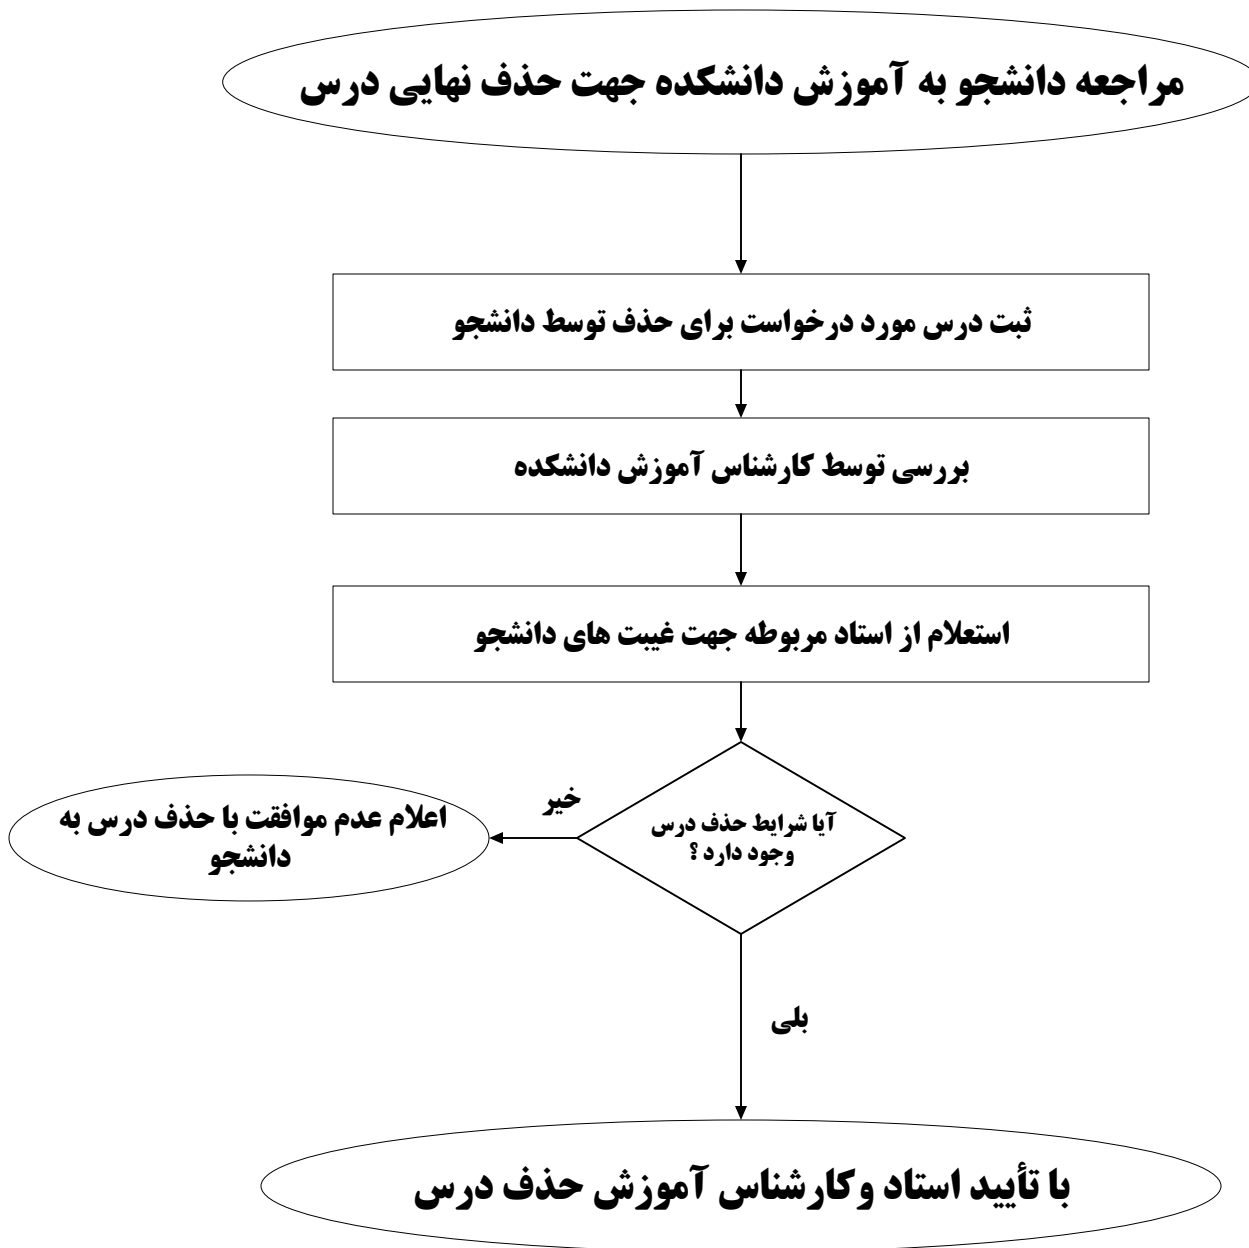 مراجعه دانشجو به آموزش دانشکده جهت حذف نهایی درس
ثبت درس مورد درخواست برای حذف توسط دانشجو
بررسی توسط کارشناس آموزش دانشکده
استعلام از استاد مربوطه جهت غیبت های دانشجو
آیا شرایط حذف درس
وجود دارد ؟
خیر
اعلام عدم موافقت با حذف درس به
دانشجو
بلی
با تأیید استاد وکارشناس آموزش حذف درس